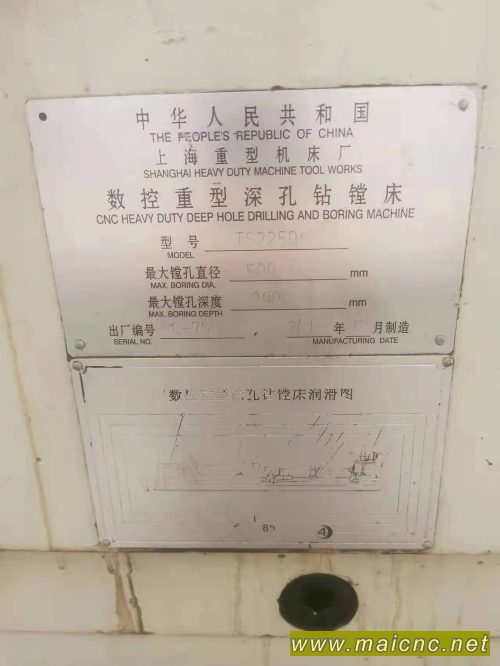 中华人民共和国
THE PEOPLE'S REPUBLIC OF CHINA
上海重型机床厂
SHANGHAI HEAVY DUTY MACHINE TOOL WORKS
数控重型深孔钻镗床
CNC HEAVY DUTY DEEP HOLE DRILLING AND BORING MACHINE
型号
MODEL
最大镗孔直径 500 mm
MAX. BORING DIA.
最大镗孔深度 mm
MAX. BORING DEPTH
出厂编号 年 月制造
SERIAL NO. MANUFACTURING DATE
数 孔钻镗床润滑图
www.maicnc.net